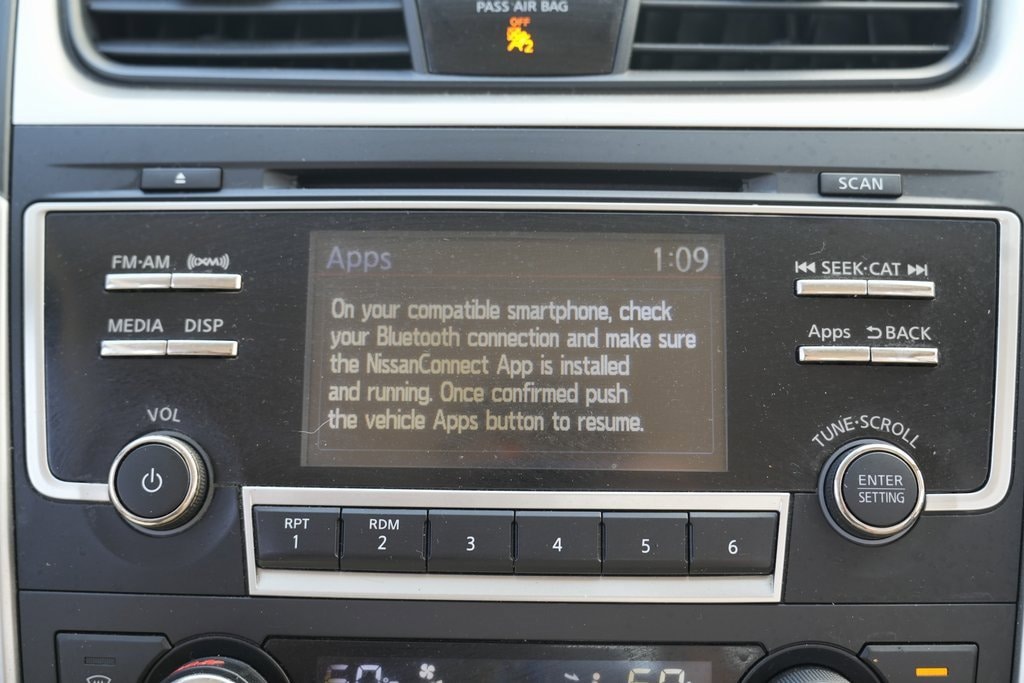 PASS AIR BAG
OFF
SCAN
FM·AM ((XM))
SEEK·CAT
MEDIA DISP
Apps BACK
Apps 1:09
On your compatible smartphone, check
your Bluetooth connection and make sure
the NissanConnect App is installed
and running. Once confirmed push
the vehicle Apps button to resume.
VOL
TUNE·SCROLL
ENTER
SETTING
RPT
1
RDM
2
3
4
5
6